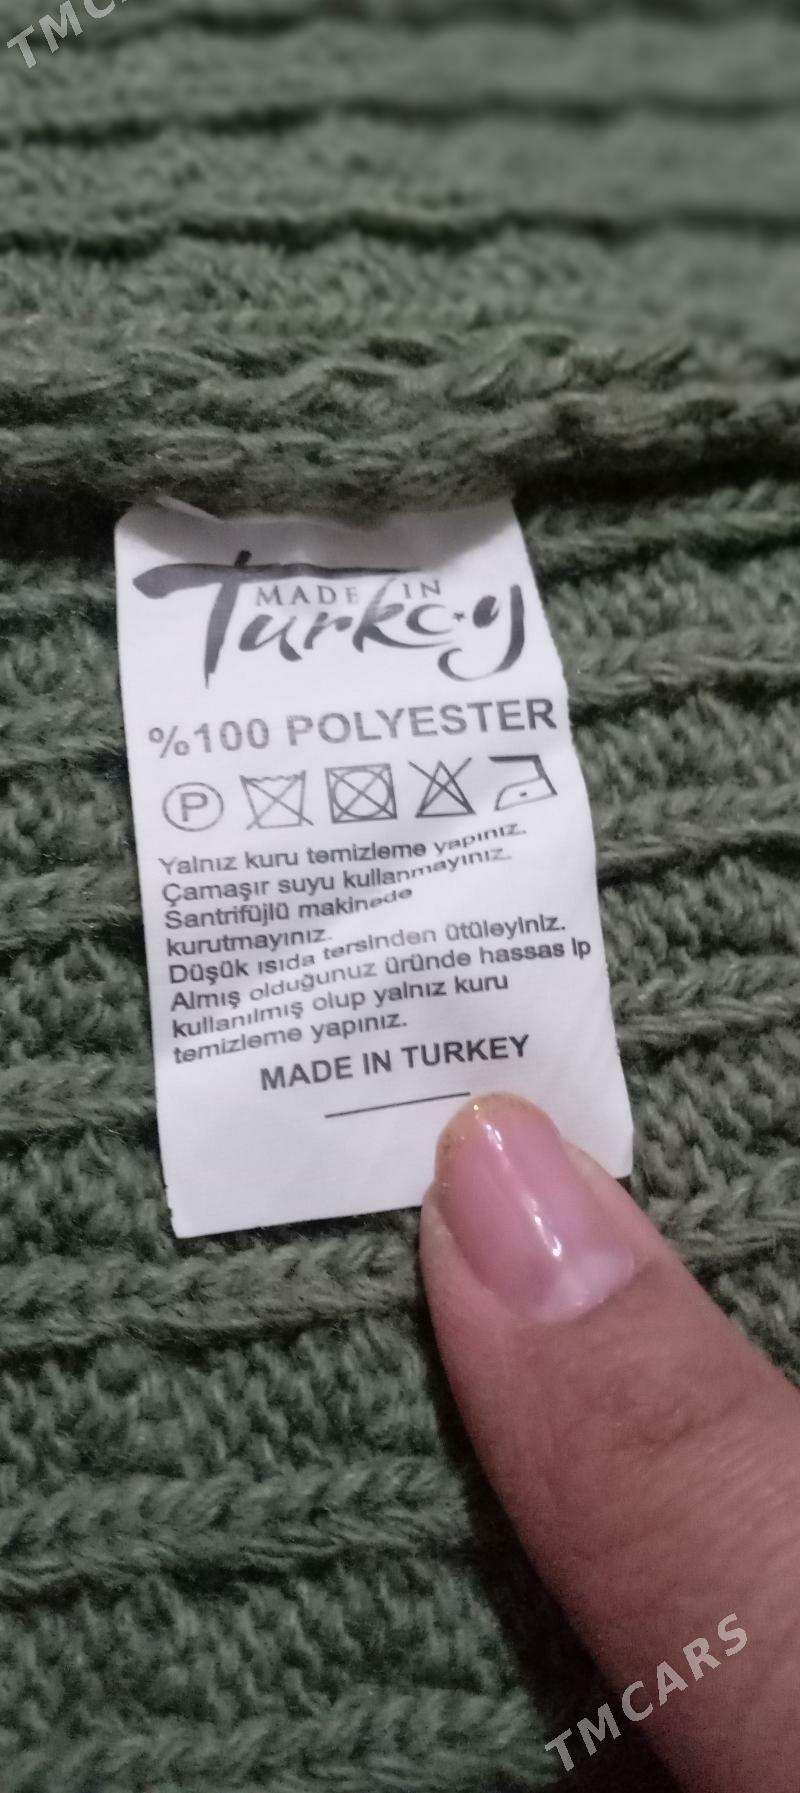 TMC
MADE IN
Turkey
%100 POLYESTER
P
Yalnız kuru temizleme yapınız.
Çamaşır suyu kullanmayınız.
Santrifüjlü makinede
kurutmayınız.
Düşük ısıda tersinden ütüleyiniz.
Almış olduğunuz üründe hassas ip
kullanılmış olup yalnız kuru
temizleme yapınız.
MADE IN TURKEY
TMCARS